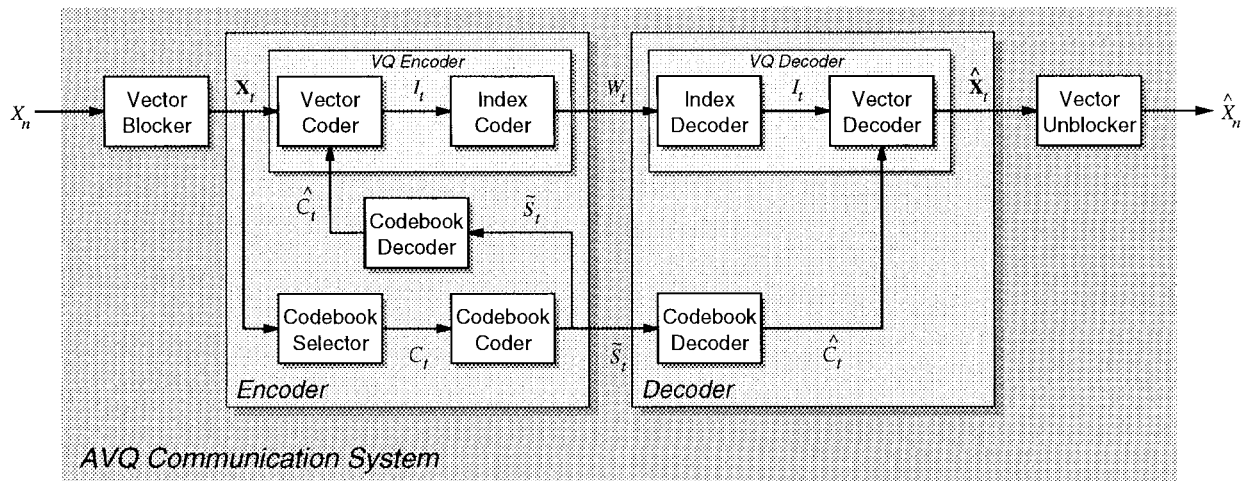 VQ Encoder
VQ Decoder
X_n
Vector
Blocker
𝐗_t
Vector
Coder
I_t
Index
Coder
W_t
Index
Decoder
I_t
Vector
Decoder
𝐗̂_t
Vector
Unblocker
X̂_n
Ĉ_t
Codebook
Decoder
S̃_t
Codebook
Selector
C_t
Codebook
Coder
S̃_t
Codebook
Decoder
Ĉ_t
Encoder
Decoder
AVQ Communication System